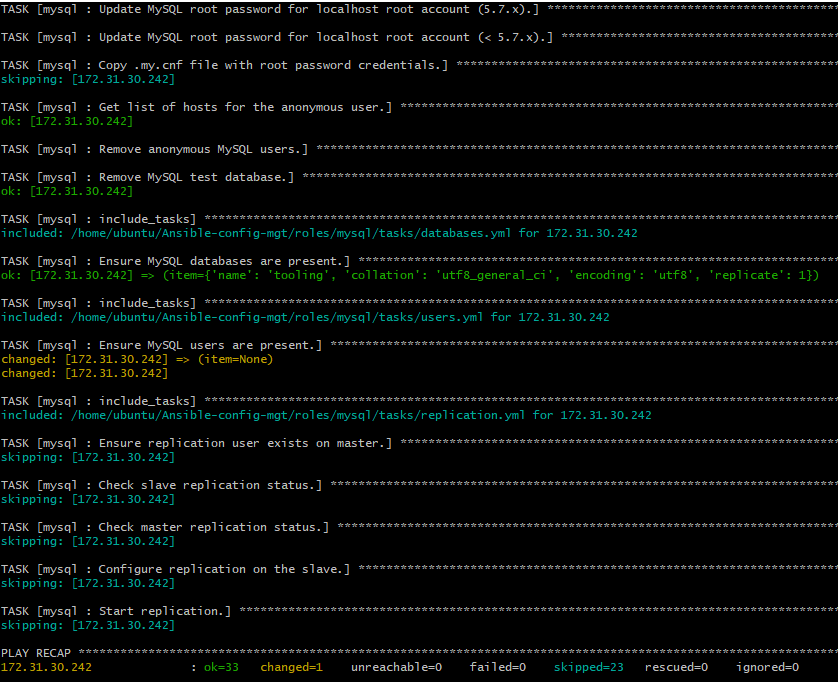 TASK [mysql : Update MySQL root password for localhost root account (5.7.x).] ******************************************
TASK [mysql : Update MySQL root password for localhost root account (< 5.7.x).] ****************************************
TASK [mysql : Copy .my.cnf file with root password credentials.] *******************************************************
skipping: [172.31.30.242]
TASK [mysql : Get list of hosts for the anonymous user.] ***************************************************************
ok: [172.31.30.242]
TASK [mysql : Remove anonymous MySQL users.] ***************************************************************************
TASK [mysql : Remove MySQL test database.] *****************************************************************************
ok: [172.31.30.242]
TASK [mysql : include_tasks] *******************************************************************************************
included: /home/ubuntu/Ansible-config-mgt/roles/mysql/tasks/databases.yml for 172.31.30.242
TASK [mysql : Ensure MySQL databases are present.] *********************************************************************
ok: [172.31.30.242] => (item={'name': 'tooling', 'collation': 'utf8_general_ci', 'encoding': 'utf8', 'replicate': 1})
TASK [mysql : include_tasks] *******************************************************************************************
included: /home/ubuntu/Ansible-config-mgt/roles/mysql/tasks/users.yml for 172.31.30.242
TASK [mysql : Ensure MySQL users are present.] *************************************************************************
changed: [172.31.30.242] => (item=None)
changed: [172.31.30.242]
TASK [mysql : include_tasks] *******************************************************************************************
included: /home/ubuntu/Ansible-config-mgt/roles/mysql/tasks/replication.yml for 172.31.30.242
TASK [mysql : Ensure replication user exists on master.] ***************************************************************
skipping: [172.31.30.242]
TASK [mysql : Check slave replication status.] *************************************************************************
skipping: [172.31.30.242]
TASK [mysql : Check master replication status.] ************************************************************************
skipping: [172.31.30.242]
TASK [mysql : Configure replication on the slave.] *********************************************************************
skipping: [172.31.30.242]
TASK [mysql : Start replication.] **************************************************************************************
skipping: [172.31.30.242]
PLAY RECAP *************************************************************************************************************
172.31.30.242 : ok=33 changed=1 unreachable=0 failed=0 skipped=23 rescued=0 ignored=0